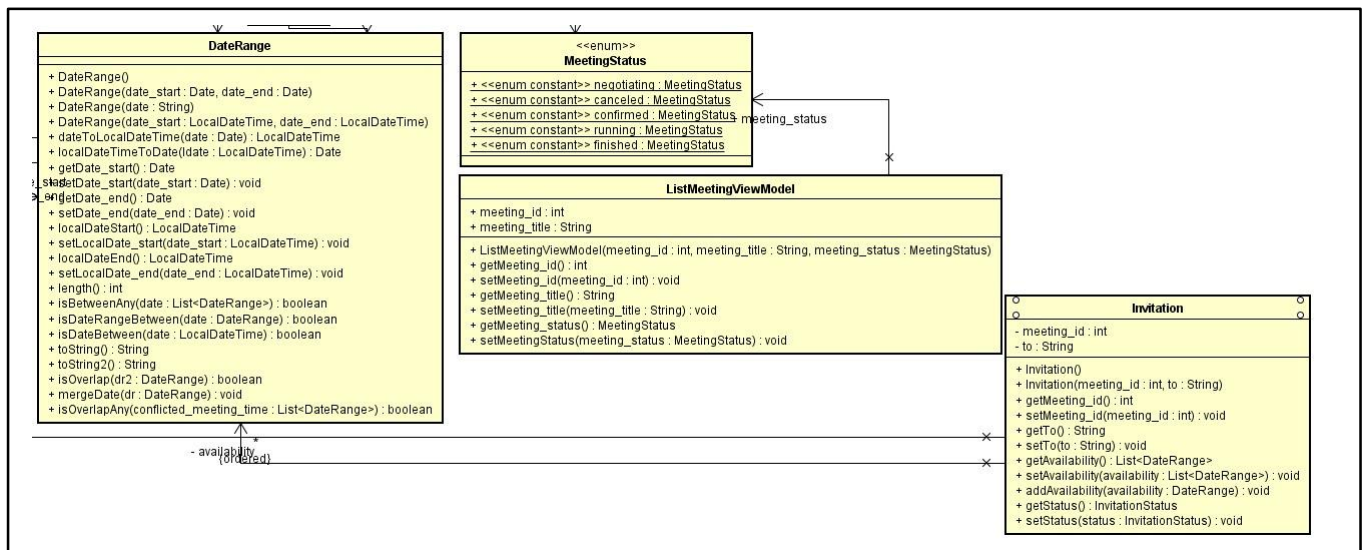 DateRange
+ DateRange()
+ DateRange(date_start : Date, date_end : Date)
+ DateRange(date : String)
+ DateRange(date_start : LocalDateTime, date_end : LocalDateTime)
+ dateToLocalDateTime(date : Date) : LocalDateTime
+ localDateTimeToDate(ldate : LocalDateTime) : Date
+ getDate_start() : Date
+ setDate_start(date_start : Date) : void
+ getDate_end() : Date
+ setDate_end(date_end : Date) : void
+ localDateStart() : LocalDateTime
+ setLocalDate_start(date_start : LocalDateTime) : void
+ localDateEnd() : LocalDateTime
+ setLocalDate_end(date_end : LocalDateTime) : void
+ length() : int
+ isBetweenAny(date : List<DateRange>) : boolean
+ isDateRangeBetween(date : DateRange) : boolean
+ isDateBetween(date : LocalDateTime) : boolean
+ toString() : String
+ toString2() : String
+ isOverlap(dr2 : DateRange) : boolean
+ mergeDate(dr : DateRange) : void
+ isOverlapAny(conflicted_meeting_time : List<DateRange>) : boolean
<<enum>>
MeetingStatus
+ <<enum constant>> negotiating : MeetingStatus
+ <<enum constant>> canceled : MeetingStatus
+ <<enum constant>> confirmed : MeetingStatus
+ <<enum constant>> running : MeetingStatus
+ <<enum constant>> finished : MeetingStatus
+ meeting_status
ListMeetingViewModel
+ meeting_id : int
+ meeting_title : String
+ ListMeetingViewModel(meeting_id : int, meeting_title : String, meeting_status : MeetingStatus)
+ getMeeting_id() : int
+ setMeeting_id(meeting_id : int) : void
+ getMeeting_title() : String
+ setMeeting_title(meeting_title : String) : void
+ getMeeting_status() : MeetingStatus
+ setMeetingStatus(meeting_status : MeetingStatus) : void
Invitation
- meeting_id : int
- to : String
+ Invitation()
+ Invitation(meeting_id : int, to : String)
+ getMeeting_id() : int
+ setMeeting_id(meeting_id : int) : void
+ getTo() : String
+ setTo(to : String) : void
+ getAvailability() : List<DateRange>
+ setAvailability(availability : List<DateRange>) : void
+ addAvailability(availability : DateRange) : void
+ getStatus() : InvitationStatus
+ setStatus(status : InvitationStatus) : void
*
- availability
{ordered}